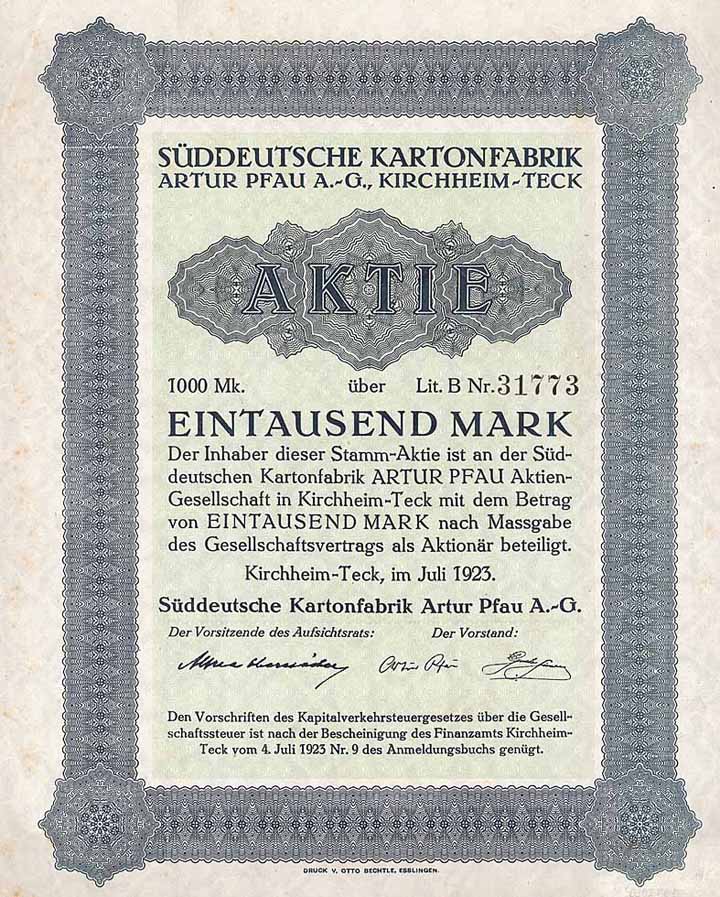 SÜDDEUTSCHE KARTONFABRIK
ARTUR PFAU A.-G., KIRCHHEIM-TECK
AKTIE
1000 Mk. über Lit. B Nr. 31773
EINTAUSEND MARK
Der Inhaber dieser Stamm-Aktie ist an der Süd-
deutschen Kartonfabrik ARTUR PFAU Aktien-
Gesellschaft in Kirchheim-Teck mit dem Betrag
von EINTAUSEND MARK nach Massgabe
des Gesellschaftsvertrags als Aktionär beteiligt.
Kirchheim-Teck, im Juli 1923.
Süddeutsche Kartonfabrik Artur Pfau A.-G.
Der Vorsitzende des Aufsichtsrats: Der Vorstand:
Artur Pfau
Den Vorschriften des Kapitalverkehrsteuergesetzes über die Gesell-
schaftssteuer ist nach der Bescheinigung des Finanzamts Kirchheim-
Teck vom 4. Juli 1923 Nr. 9 des Anmeldungsbuchs genügt.
DRUCK V. OTTO BECHTLE, ESSLINGEN.